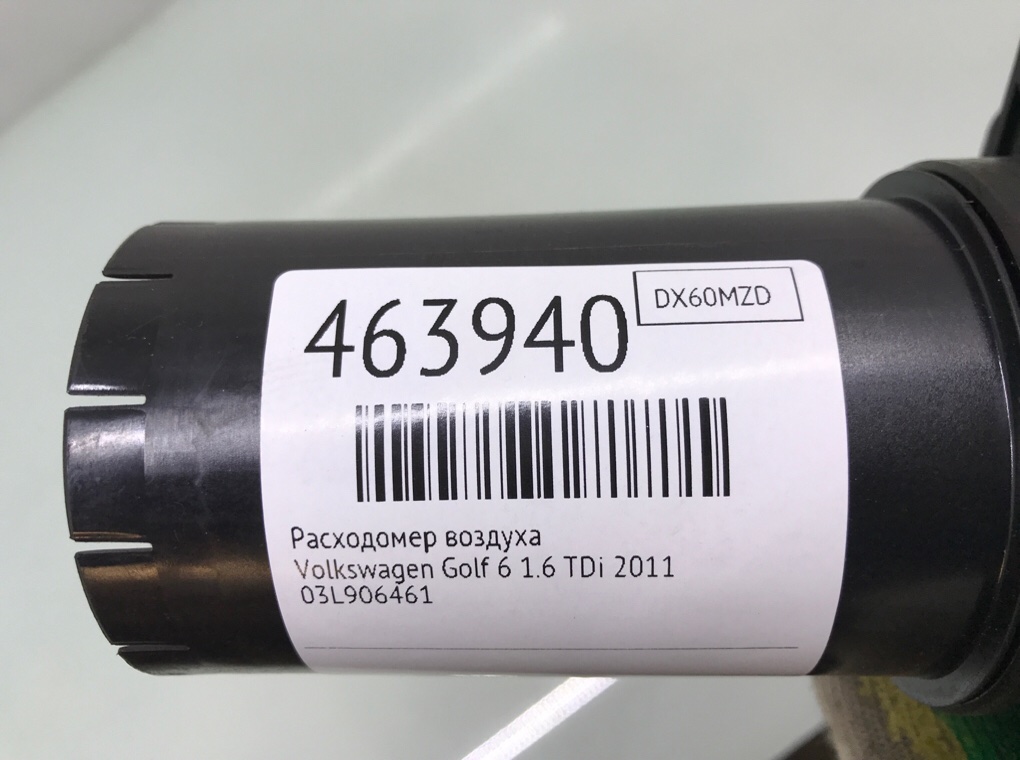 463940
DX60MZD
Расходомер воздуха
Volkswagen Golf 6 1.6 TDi 2011
03L906461